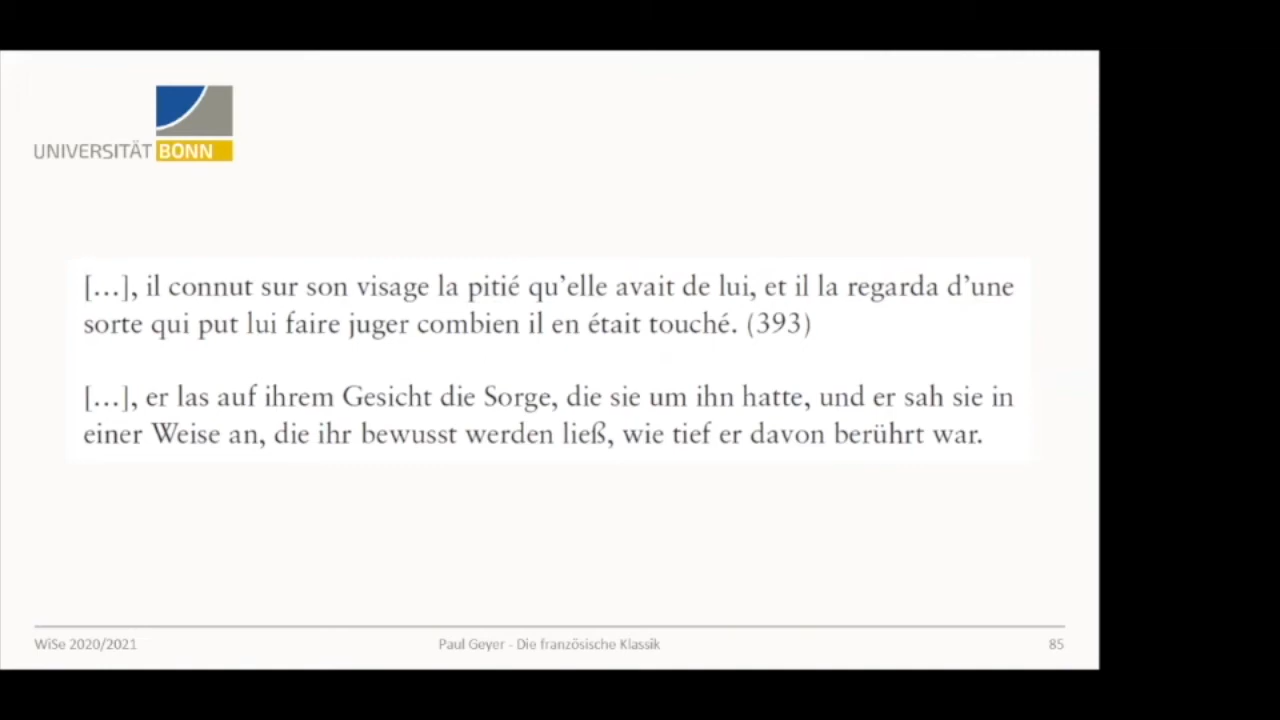 UNIVERSITÄT BONN
[…], il connut sur son visage la pitié qu’elle avait de lui, et il la regarda d’une
sorte qui put lui faire juger combien il en était touché. (393)
[…], er las auf ihrem Gesicht die Sorge, die sie um ihn hatte, und er sah sie in
einer Weise an, die ihr bewusst werden ließ, wie tief er davon berührt war.
WiSe 2020/2021 Paul Geyer - Die französische Klassik 85